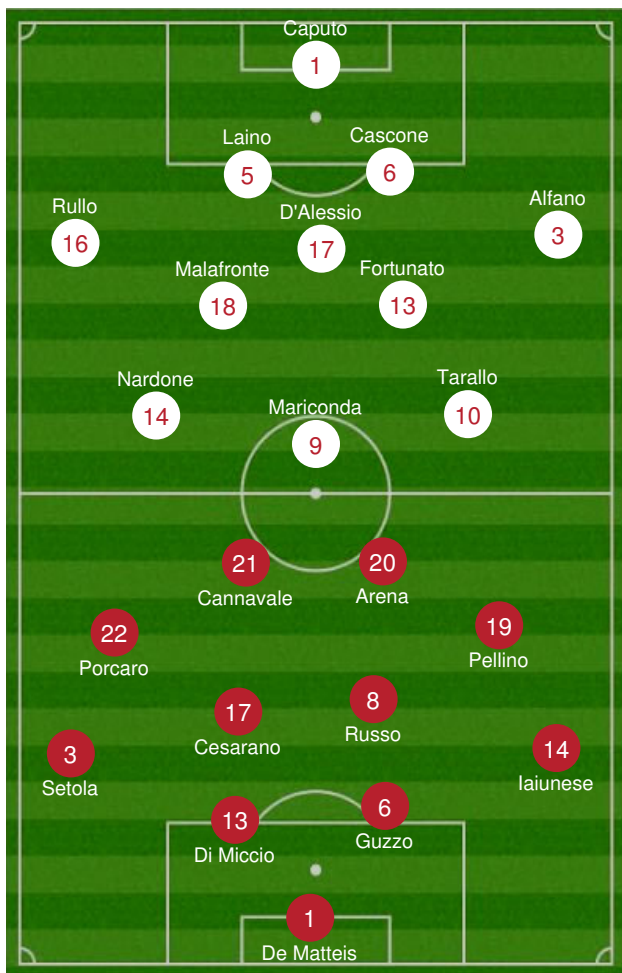 Caputo
1
Laino
5
Cascone
6
Rullo
16
D'Alessio
17
Alfano
3
Malafronte
18
Fortunato
13
Nardone
14
Mariconda
9
Tarallo
10
21
Cannavale
20
Arena
22
Porcaro
19
Pellino
17
Cesarano
8
Russo
3
Setola
14
Iaiunese
13
Di Miccio
6
Guzzo
1
De Matteis